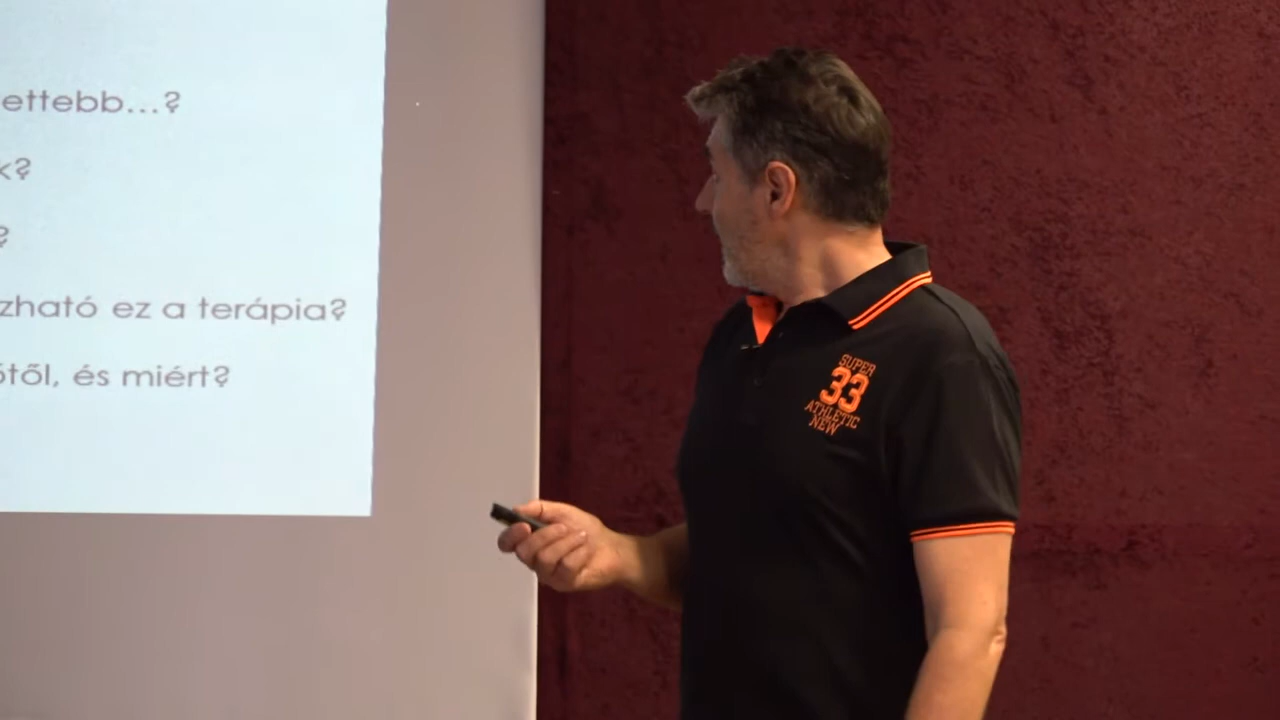 ettebb...?
k?
?
zható ez a terápia?
ótől, és miért?
SUPER
33
ATHLETIC
NEW